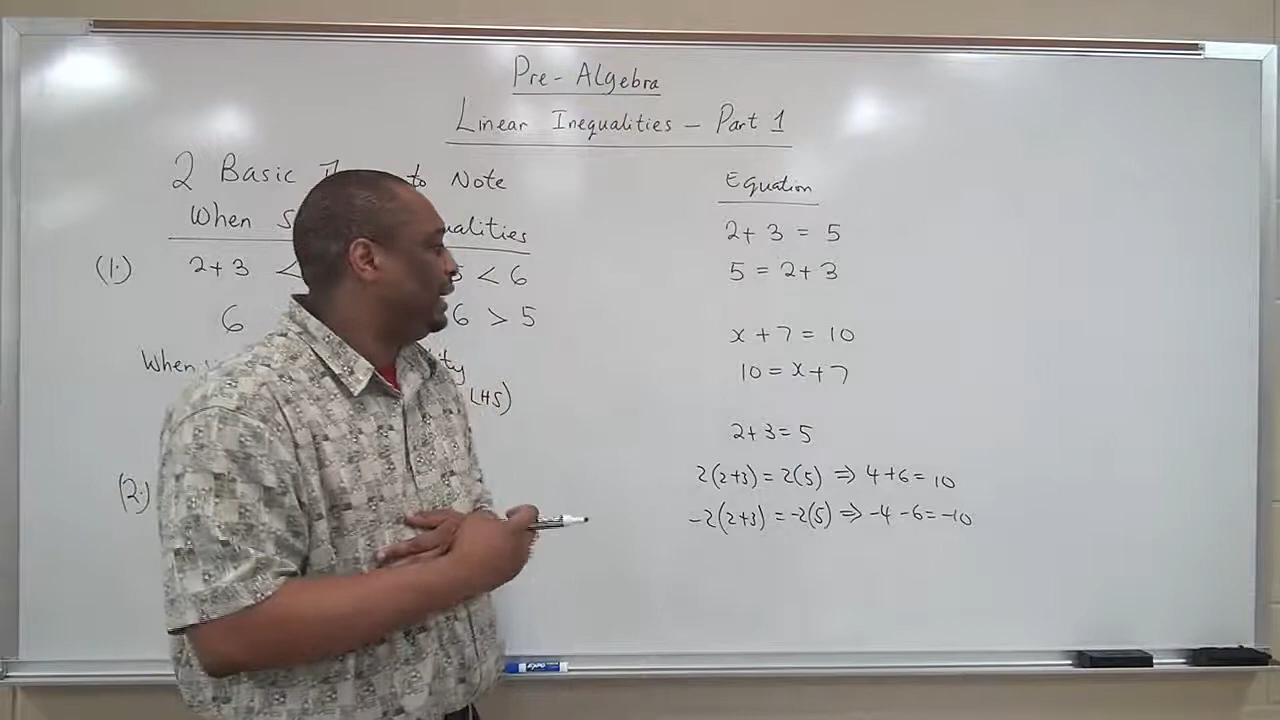 Pre-Algebra
Linear Inequalities - Part 1
2 Basic to Note
When
(1.) 2+3 < 5 < 6
6 6 > 5
When
LHS)
(2.)
Equation
2+3 = 5
5 = 2+3
x+7 = 10
10 = x+7
2+3=5
2(2+3) = 2(5) ⇒ 4+6=10
-2(2+3) = -2(5) ⇒ -4-6=-10
EXPO